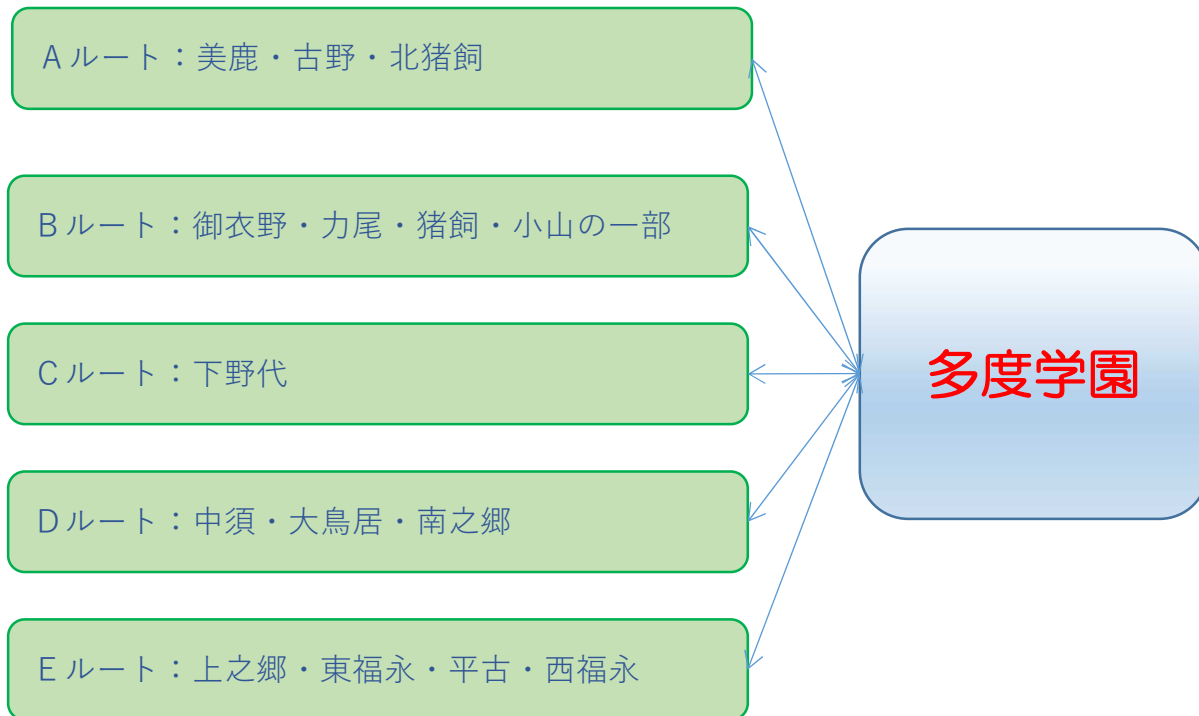 Aルート：美鹿・古野・北猪飼
Bルート：御衣野・力尾・猪飼・小山の一部
Cルート：下野代
多度学園
Dルート：中須・大鳥居・南之郷
Eルート：上之郷・東福永・平古・西福永